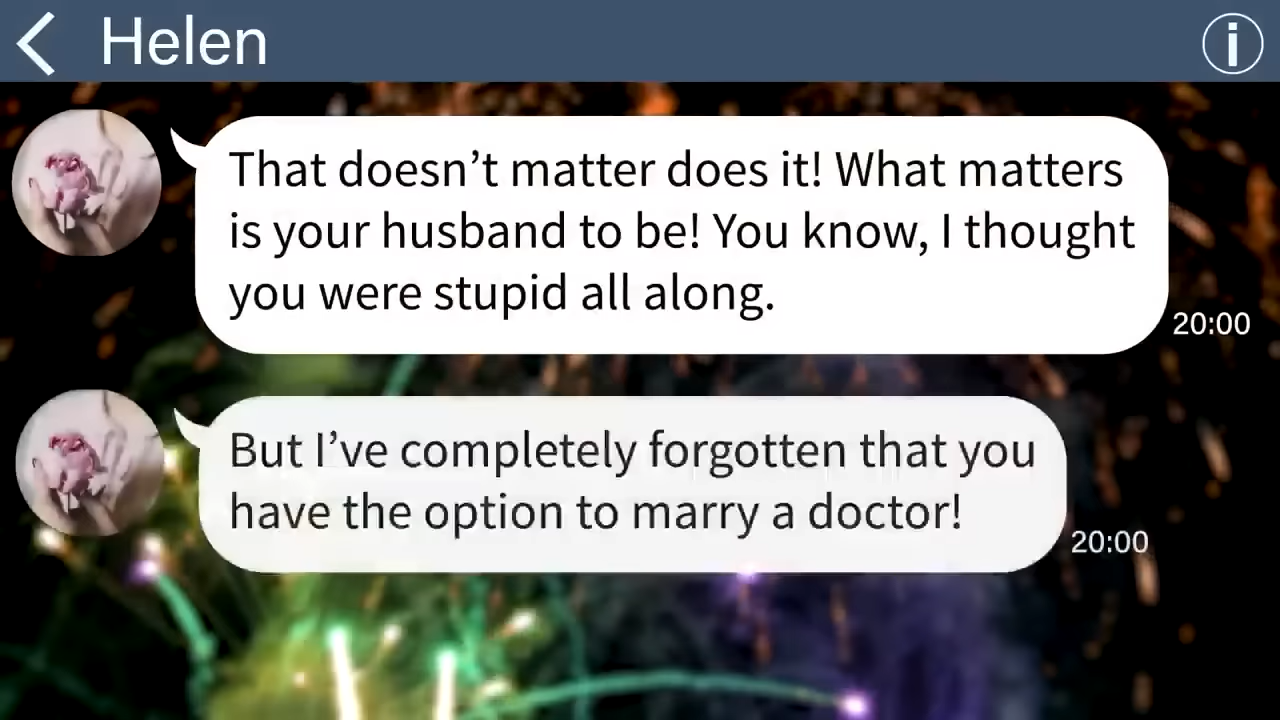 Helen
That doesn’t matter does it! What matters
is your husband to be! You know, I thought
you were stupid all along.
20:00
But I’ve completely forgotten that you
have the option to marry a doctor!
20:00